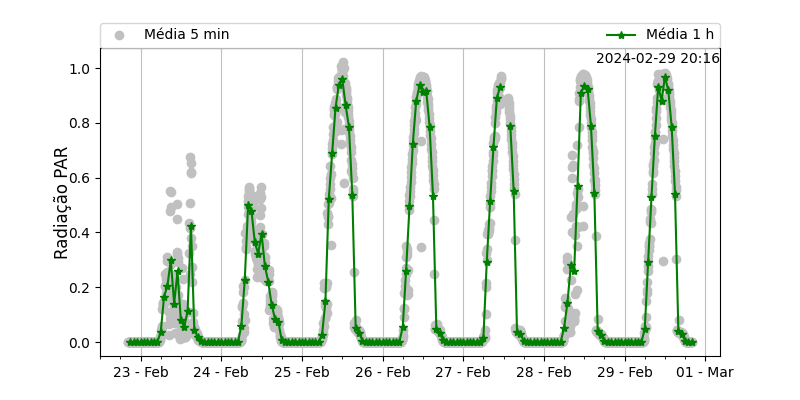 Média 5 min
Média 1 h
2024-02-29 20:16
Radiação PAR
1.0
0.8
0.6
0.4
0.2
0.0
23 - Feb
24 - Feb
25 - Feb
26 - Feb
27 - Feb
28 - Feb
29 - Feb
01 - Mar